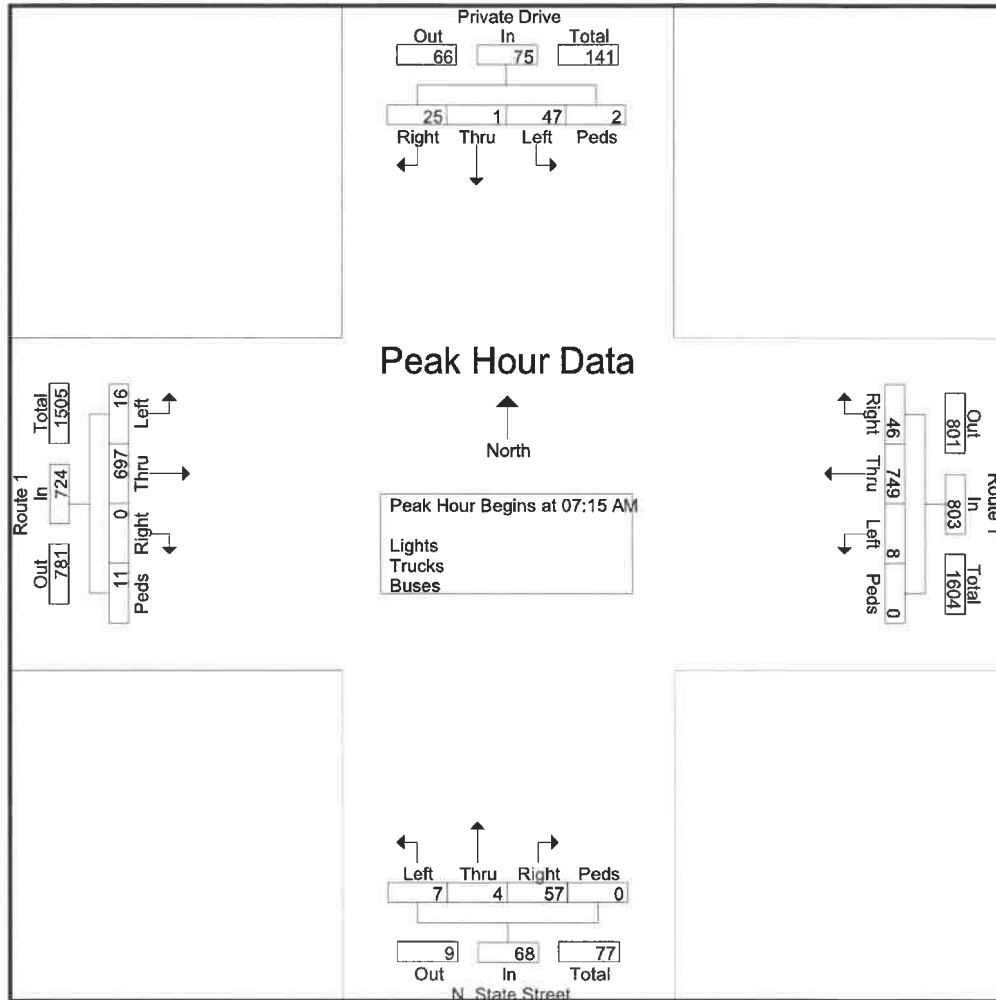 Private Drive
Out In Total
66 75 141
25 1 47 2
Right Thru Left Peds
Peak Hour Data
North
Peak Hour Begins at 07:15 AM
Lights
Trucks
Buses
Route 1
Total In Out
1505 724 781
16 697 0 11
Left Thru Right Peds
Route 1
Out In Total
801 803 1604
46 749 8 0
Right Thru Left Peds
Left Thru Right Peds
7 4 57 0
9 68 77
Out In Total
N. State Street